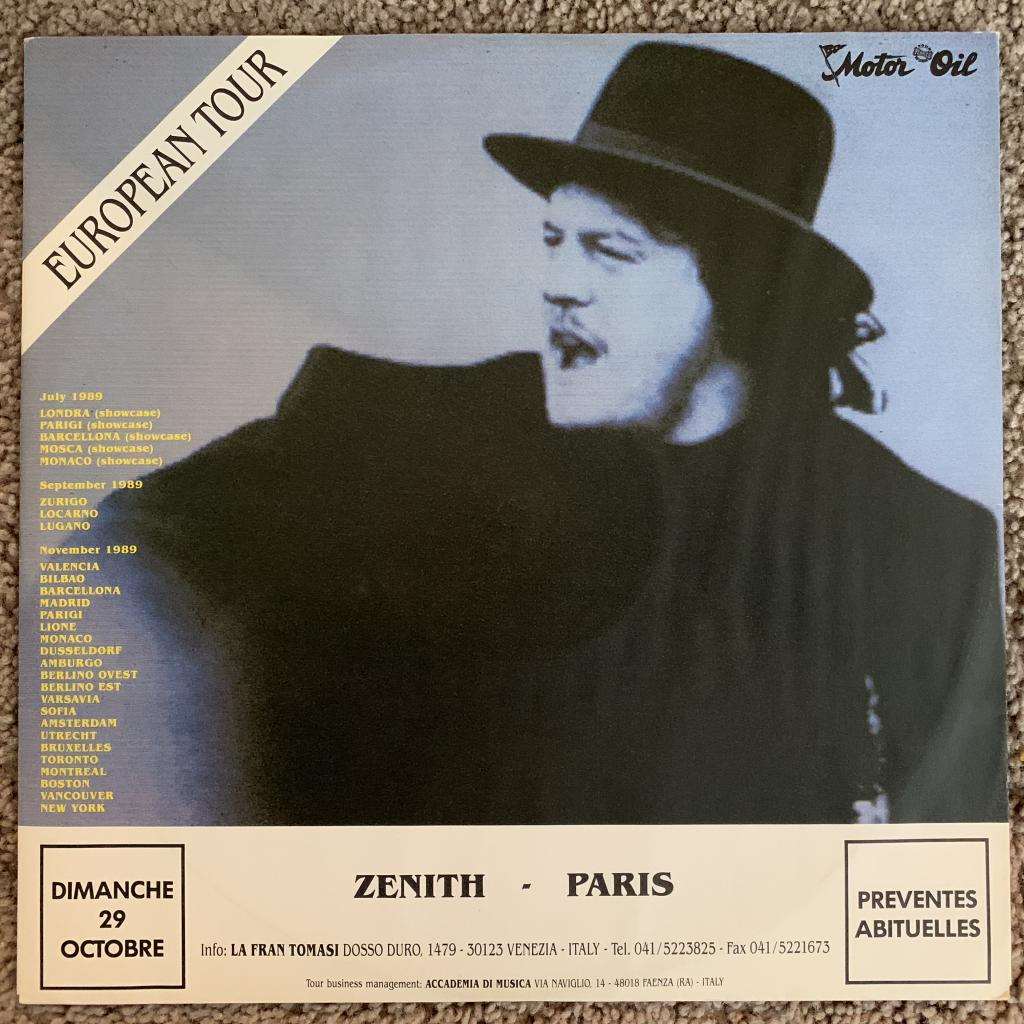 EUROPEAN TOUR
Motor Oil
July 1989
LONDRA (showcase)
PARIGI (showcase)
BARCELLONA (showcase)
MOSCA (showcase)
MONACO (showcase)
September 1989
ZURIGO
LOCARNO
LUGANO
November 1989
VALENCIA
BILBAO
BARCELLONA
MADRID
PARIGI
LIONE
MONACO
DUSSELDORF
AMBURGO
BERLINO OVEST
BERLINO EST
VARSAVIA
SOFIA
AMSTERDAM
UTRECHT
BRUXELLES
TORONTO
MONTREAL
BOSTON
VANCOUVER
NEW YORK
DIMANCHE
29
OCTOBRE
ZENITH - PARIS
PREVENTES
ABITUELLES
Info: LA FRAN TOMASI DOSSO DURO, 1479 - 30123 VENEZIA - ITALY - Tel. 041/5223825 - Fax 041/5221673
Tour business management: ACCADEMIA DI MUSICA VIA NAVIGLIO, 14 - 48018 FAENZA (RA) - ITALY